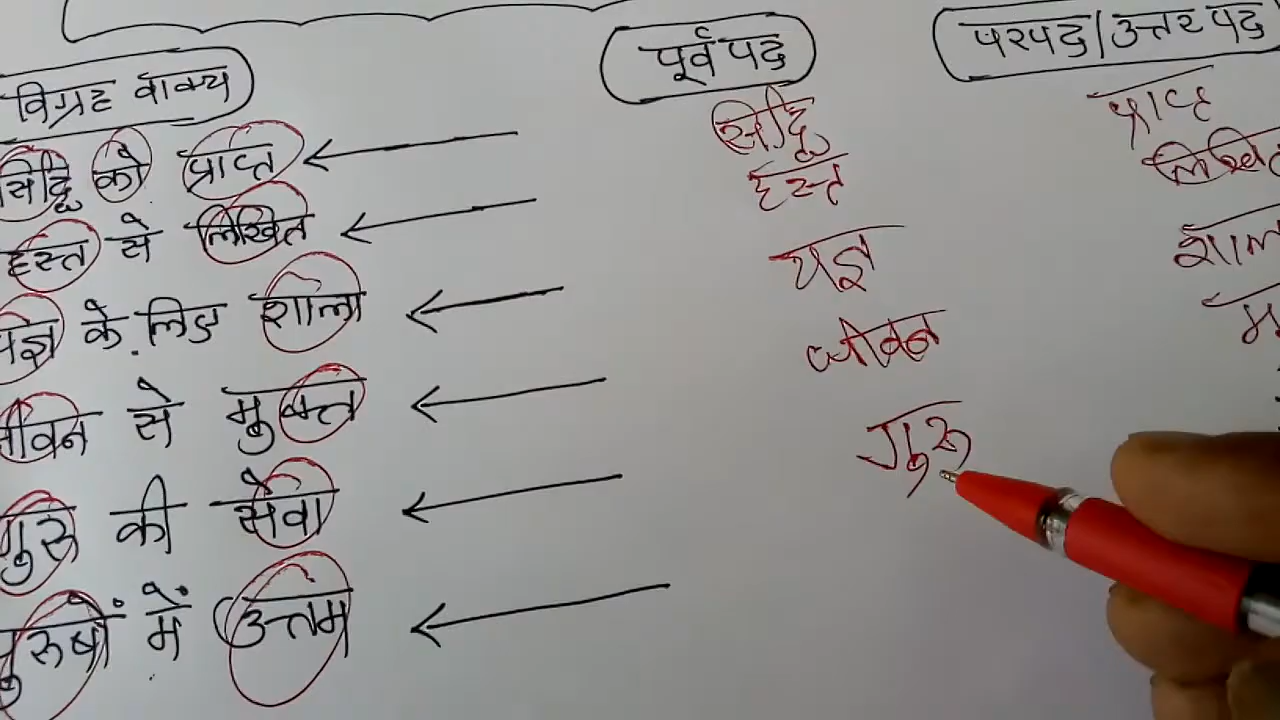 विग्रह वाक्य पूर्व पद परपद/उत्तर पद
सिद्धि को प्राप्त सिद्धि प्राप्त
हस्त से लिखित हस्त लिखित
यज्ञ के लिए शाला यज्ञ शाल
जीवन से मुक्त जीवन मु
गुरु की सेवा गुरु
पुरुषों में उत्तम